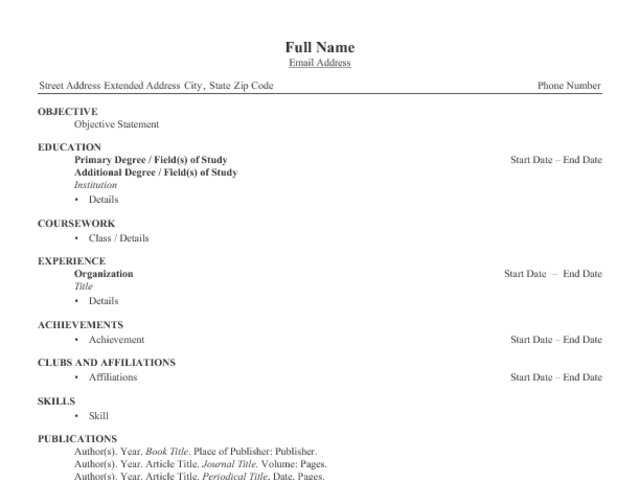 Full Name
Email Address
Street Address Extended Address City, State Zip Code Phone Number
OBJECTIVE
Objective Statement
EDUCATION
Primary Degree / Field(s) of Study Start Date – End Date
Additional Degree / Field(s) of Study
Institution
• Details
COURSEWORK
• Class / Details
EXPERIENCE
Organization Start Date – End Date
Title
• Details
ACHIEVEMENTS
• Achievement Start Date – End Date
CLUBS AND AFFILIATIONS
• Affiliations Start Date – End Date
SKILLS
• Skill
PUBLICATIONS
Author(s). Year. Book Title. Place of Publisher: Publisher.
Author(s). Year. Article Title. Journal Title. Volume: Pages.
Author(s). Year. Article Title. Periodical Title, Date. Pages.